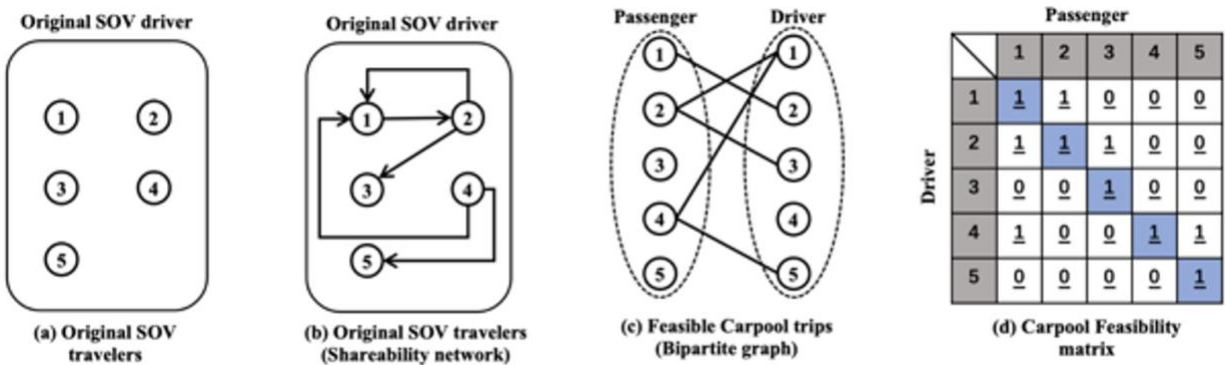 Original SOV driver
1 2
3 4
5
(a) Original SOV
travelers
Original SOV driver
1 2
3 4
5
(b) Original SOV travelers
(Shareability network)
Passenger Driver
1 1
2 2
3 3
4 4
5 5
(c) Feasible Carpool trips
(Bipartite graph)
Passenger
1 2 3 4 5
Driver
1 1 1 0 0 0
2 1 1 1 0 0
3 0 0 1 0 0
4 1 0 0 1 1
5 0 0 0 0 1
(d) Carpool Feasibility
matrix